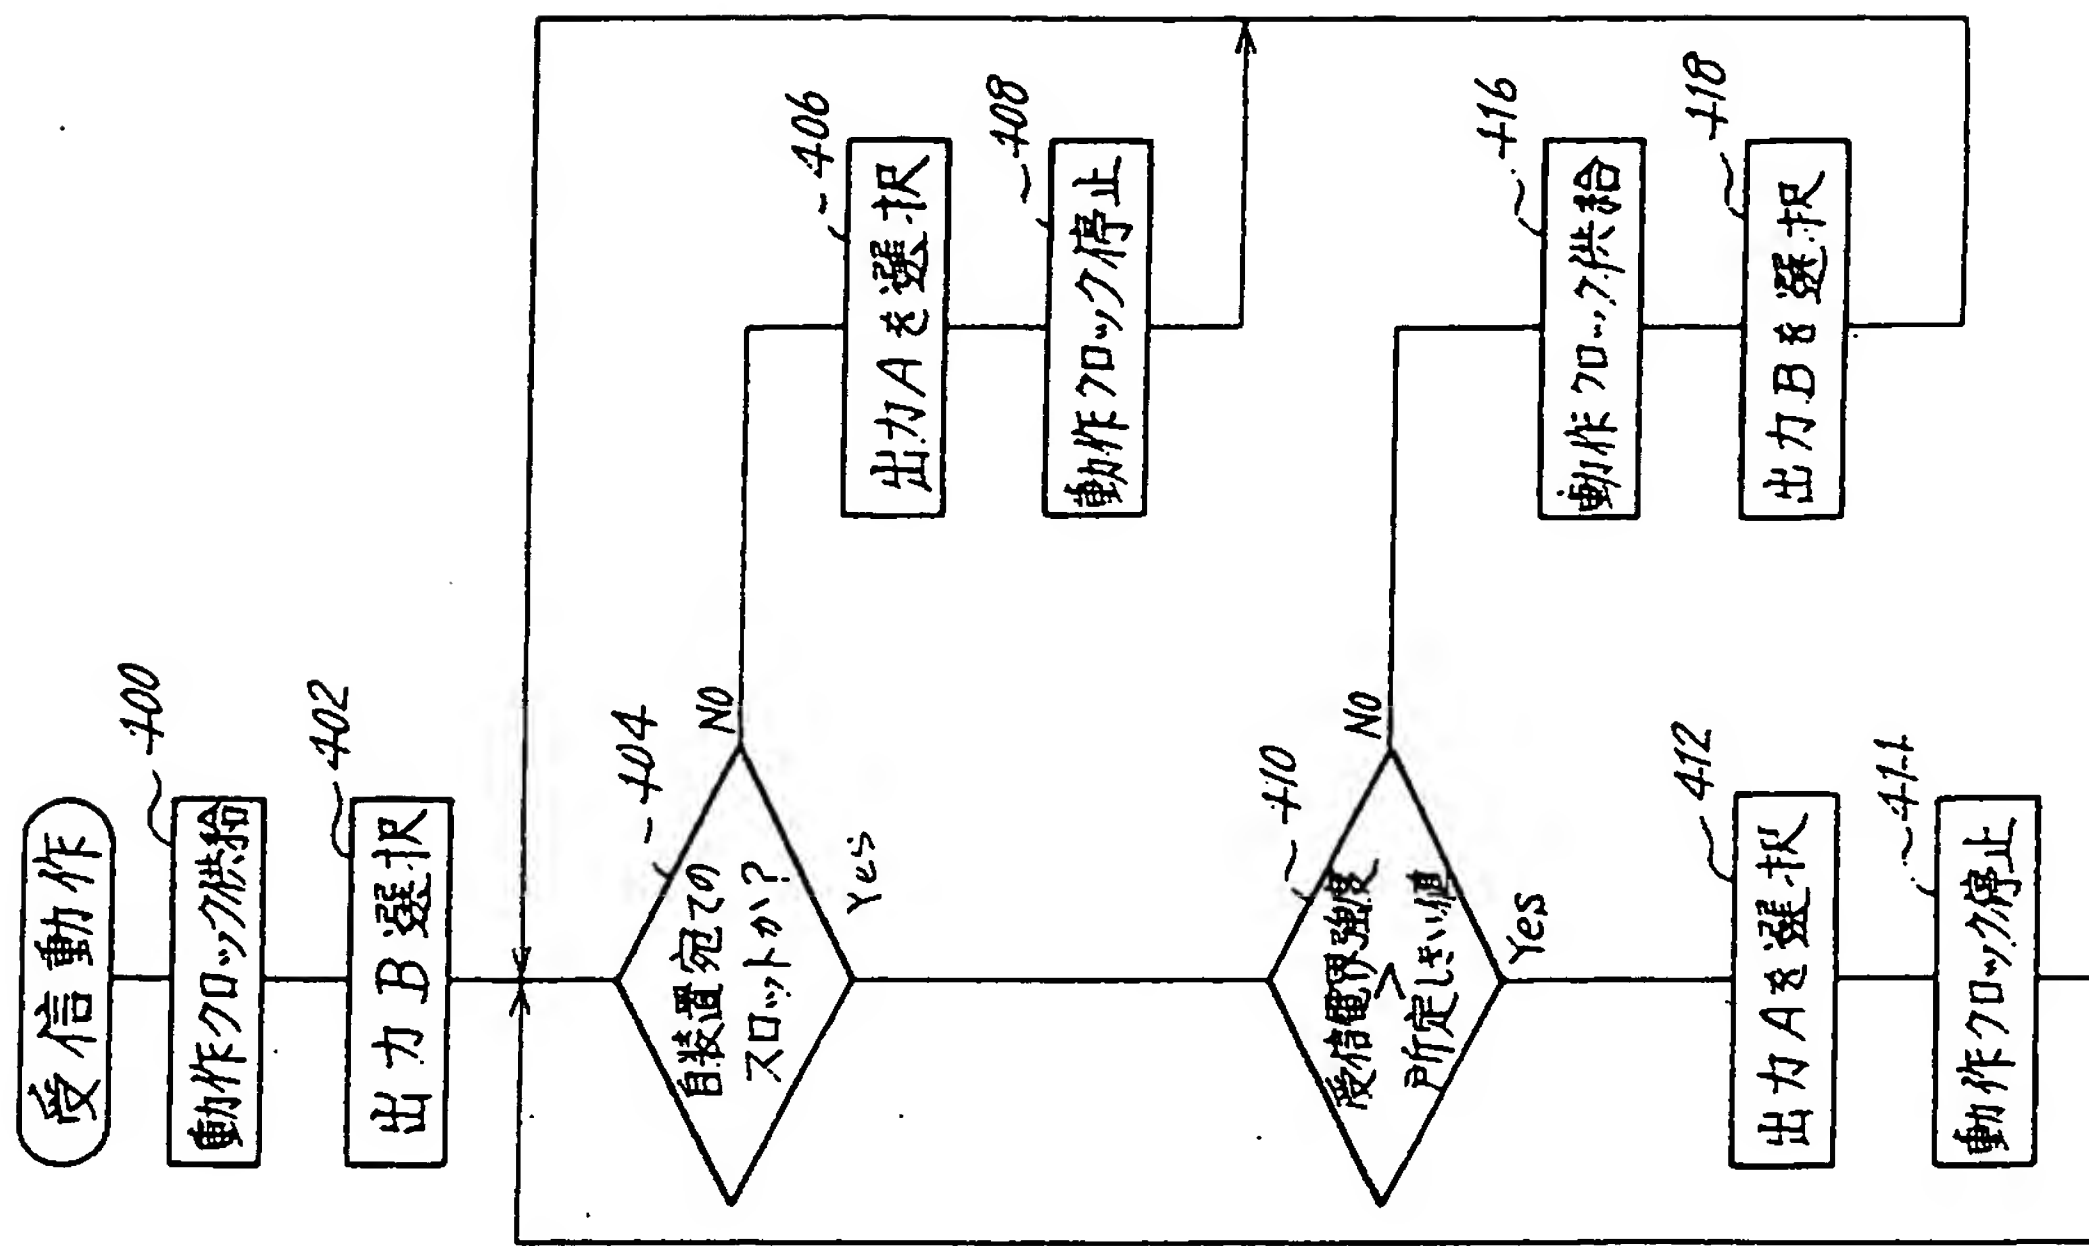 受信動作
400
動作クロック供給
402
出力B選択
404
自装置宛ての
スロットか?
NO
Yes
406
出力Aを選択
408
動作クロック停止
410
受信電界強度
>
所定しきい値
NO
Yes
412
出力Aを選択
414
動作クロック停止
416
動作クロック供給
418
出力Bを選択